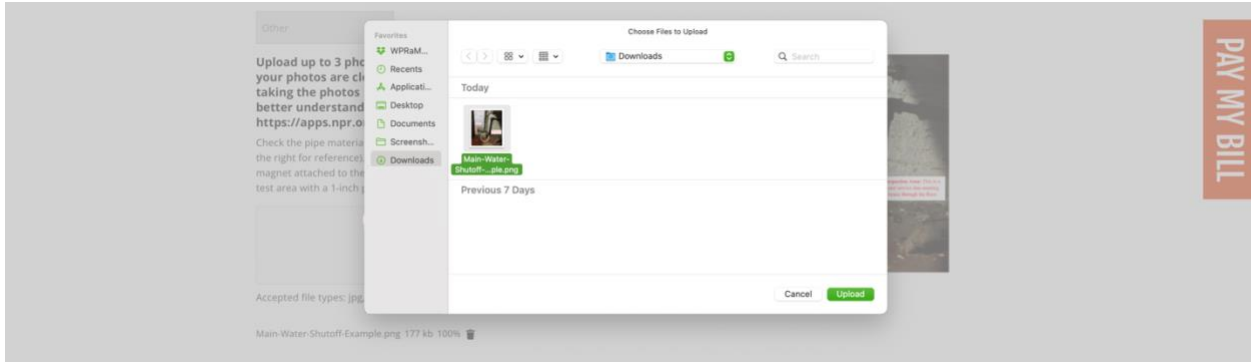 Other
Upload up to 3 pho
your photos are cle
taking the photos
better understand
https://apps.npr.o
Check the pipe materia
the right for reference)
magnet attached to the
test area with a 1-inch
Accepted file types: jpg,
Main-Water-Shutoff-Example.png 177 kb 100%
Choose Files to Upload
Favorites
WPRaM...
Recents
Applicati...
Desktop
Documents
Screensh...
Downloads
Downloads
Search
Today
Main-Water-
Shutoff-...ple.png
Previous 7 Days
Cancel
Upload
PAY MY BILL